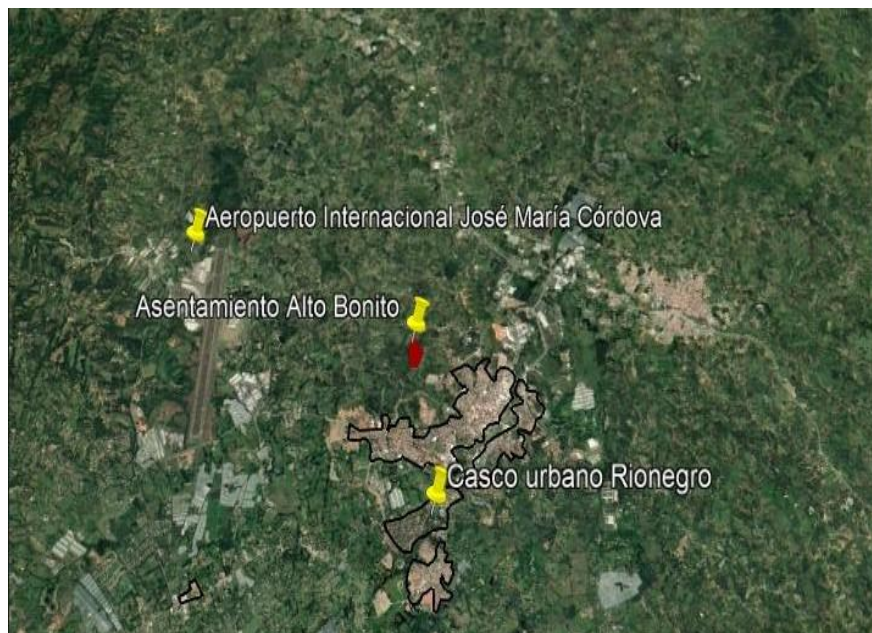 Aeropuerto Internacional José María Córdova
Asentamiento Alto Bonito
Casco urbano Rionegro